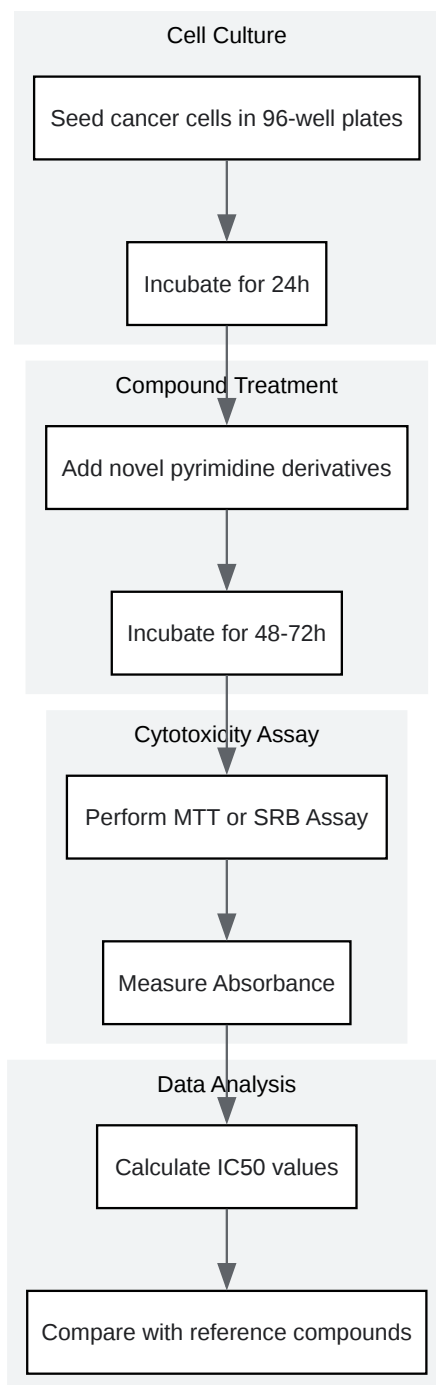 Cell Culture
Seed cancer cells in 96-well plates
Incubate for 24h
Compound Treatment
Add novel pyrimidine derivatives
Incubate for 48-72h
Cytotoxicity Assay
Perform MTT or SRB Assay
Measure Absorbance
Data Analysis
Calculate IC50 values
Compare with reference compounds